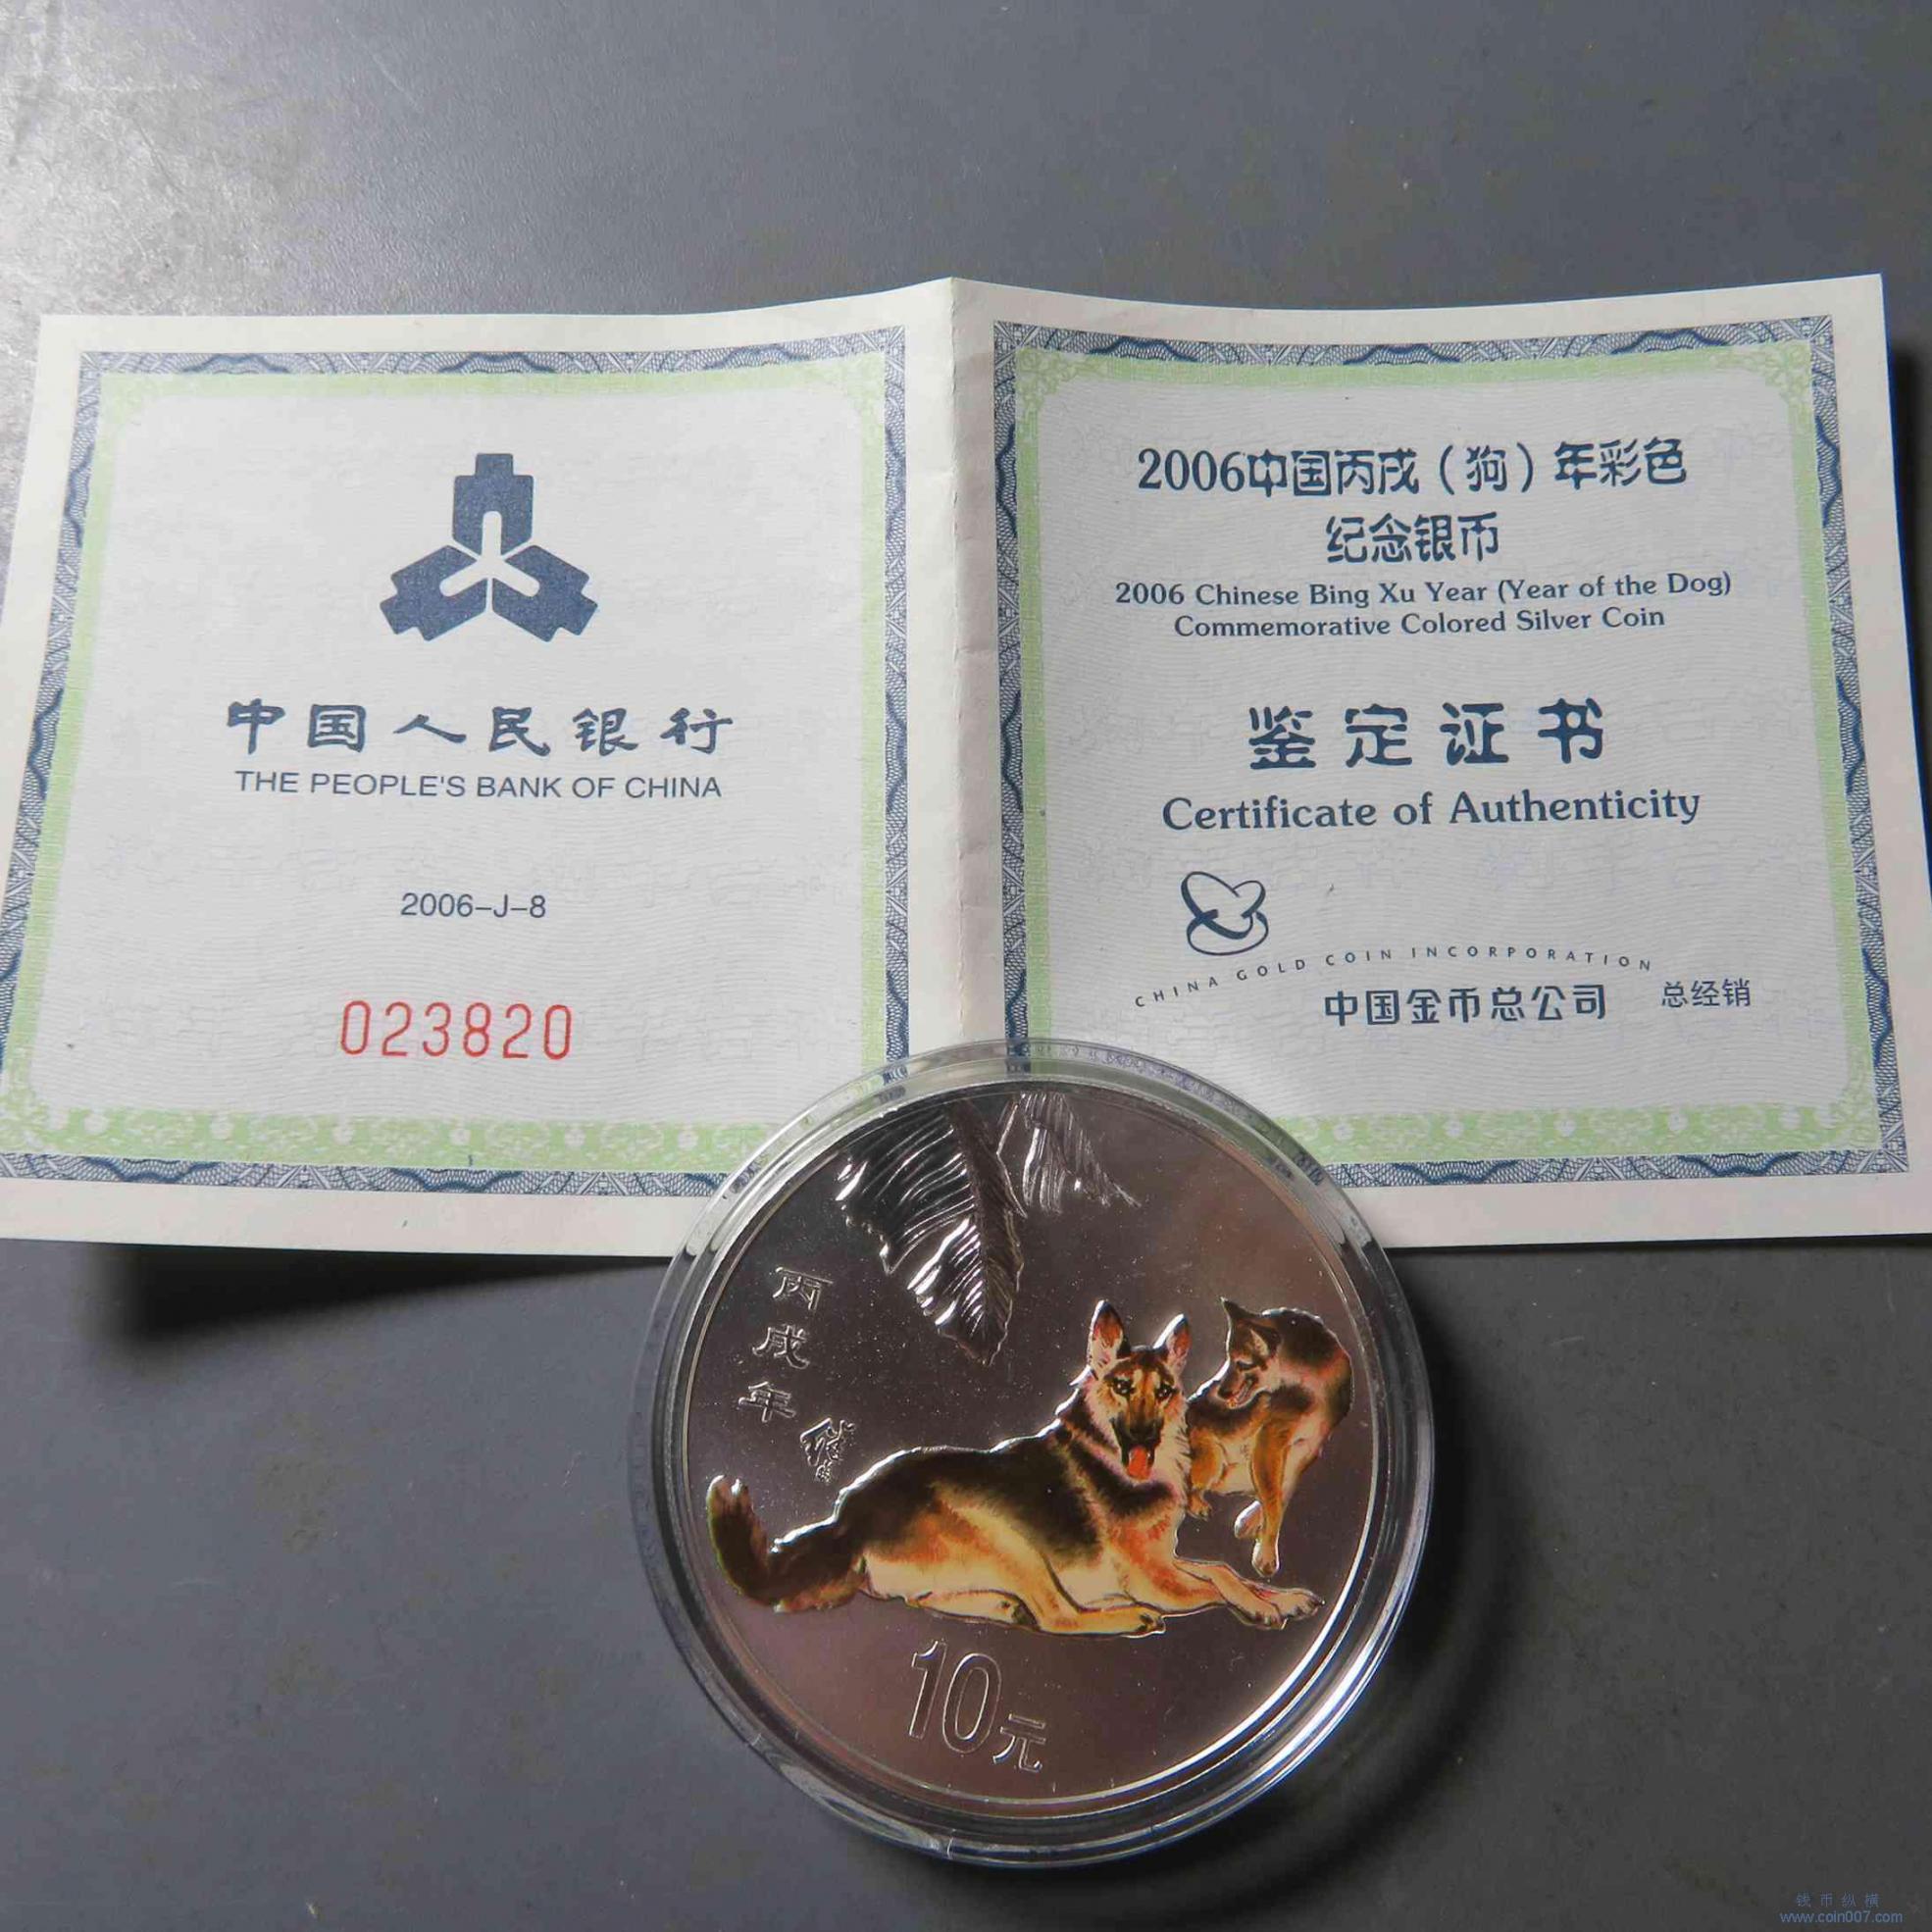 中国人民银行
THE PEOPLE'S BANK OF CHINA
2006-J-8
023820
2006中国丙戌（狗）年彩色
纪念银币
2006 Chinese Bing Xu Year (Year of the Dog)
Commemorative Colored Silver Coin
鉴定证书
Certificate of Authenticity
CHINA GOLD COIN INCORPORATION
中国金币总公司 总经销
丙戌年
10元
钱币纵横
www.coin007.com